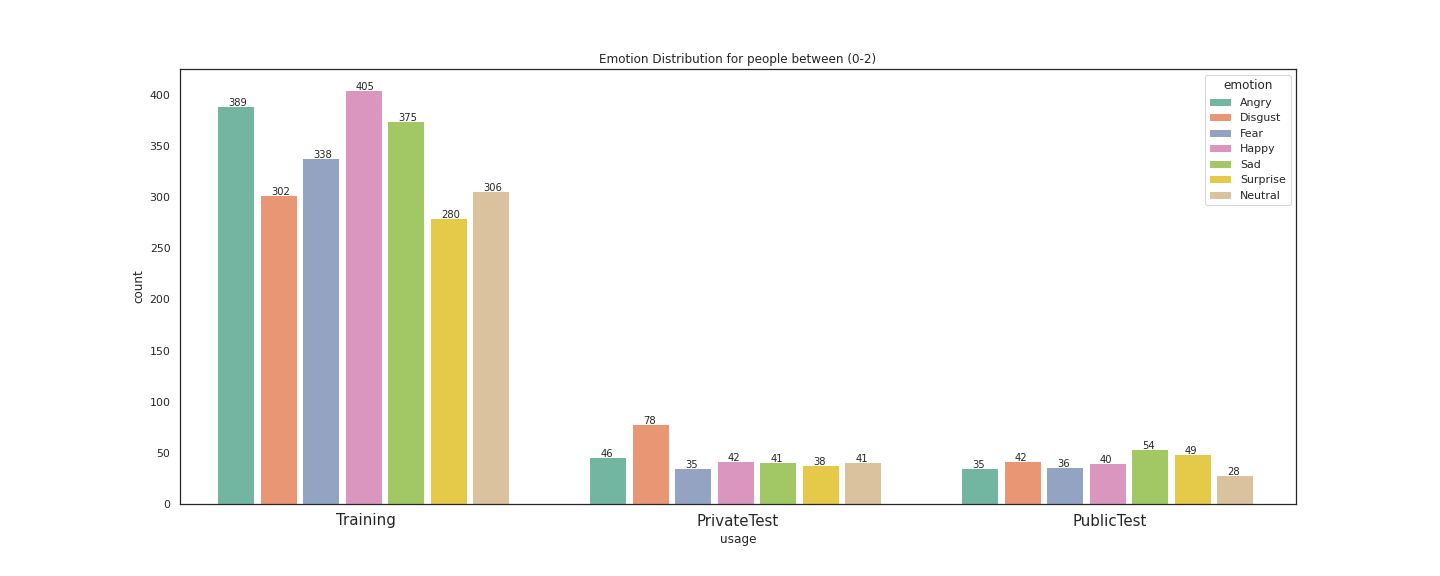 Emotion Distribution for people between (0-2)
emotion
Angry
Disgust
Fear
Happy
Sad
Surprise
Neutral
count
400
350
300
250
200
150
100
50
0
389
302
338
405
375
280
306
46
78
35
42
41
38
41
35
42
36
40
54
49
28
Training
PrivateTest
PublicTest
usage